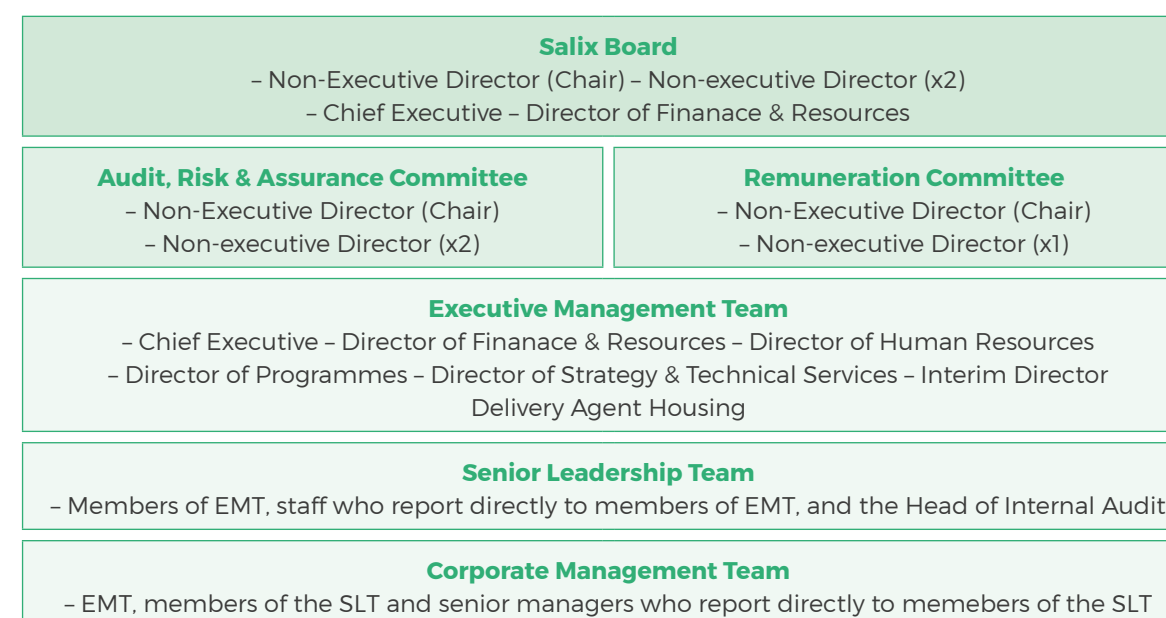 Salix Board
– Non-Executive Director (Chair) – Non-executive Director (x2)
– Chief Executive – Director of Finanace & Resources
Audit, Risk & Assurance Committee
– Non-Executive Director (Chair)
– Non-executive Director (x2)
Remuneration Committee
– Non-Executive Director (Chair)
– Non-executive Director (x1)
Executive Management Team
– Chief Executive – Director of Finanace & Resources – Director of Human Resources
– Director of Programmes – Director of Strategy & Technical Services – Interim Director
Delivery Agent Housing
Senior Leadership Team
– Members of EMT, staff who report directly to members of EMT, and the Head of Internal Audit
Corporate Management Team
– EMT, members of the SLT and senior managers who report directly to memebers of the SLT